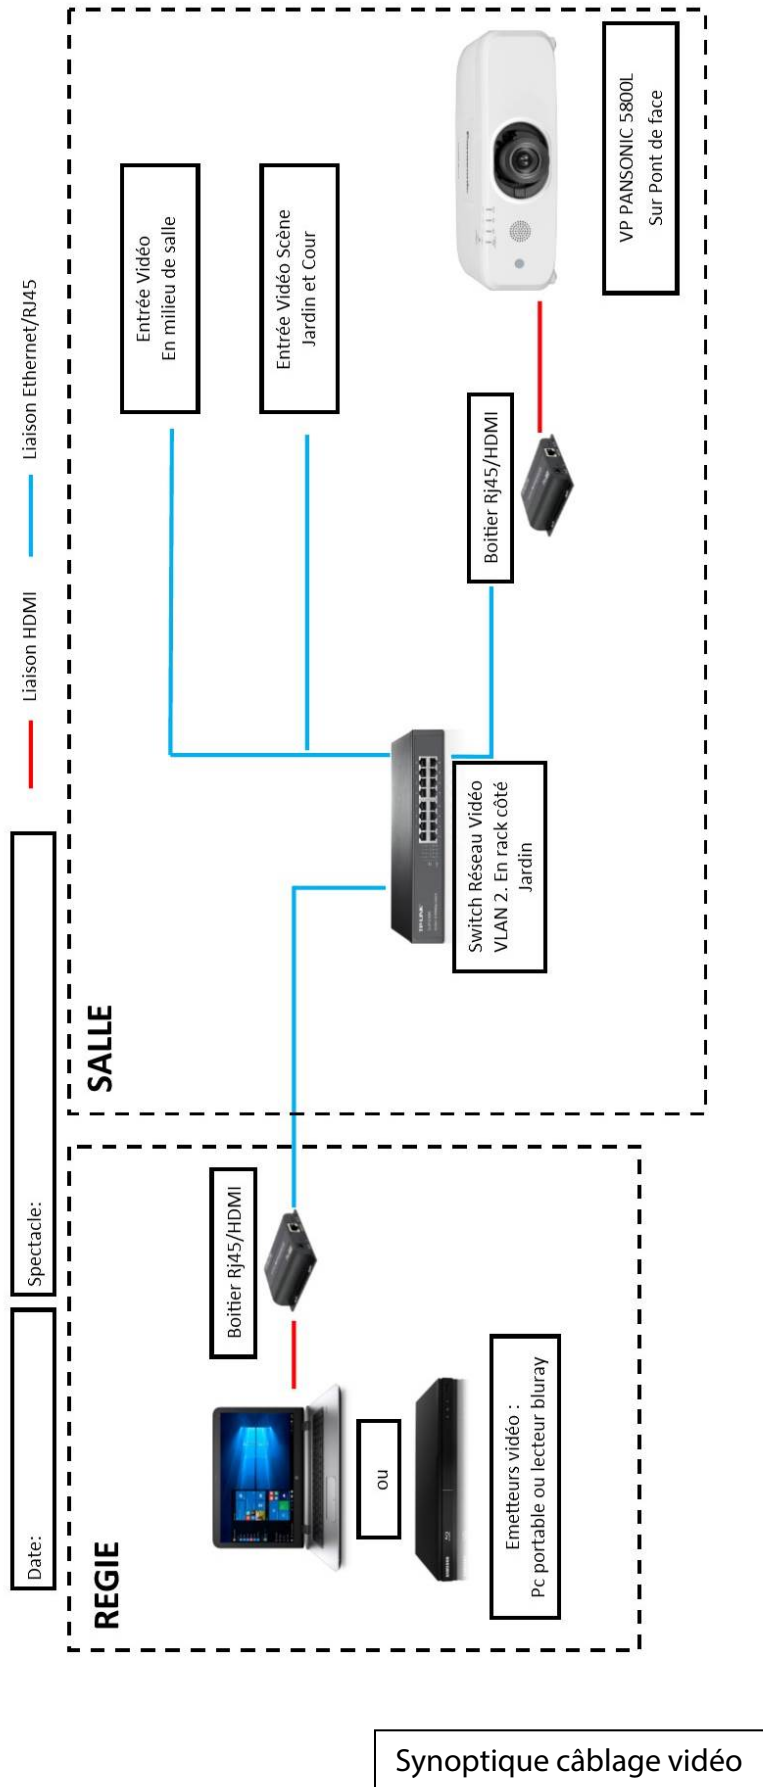 Date:
Spectacle:
Liaison HDMI
Liaison Ethernet/RJ45
REGIE
SALLE
Boitier Rj45/HDMI
ou
Emetteurs vidéo :
Pc portable ou lecteur bluray
Entrée Vidéo
En milieu de salle
Entrée Vidéo Scène
Jardin et Cour
Switch Réseau Vidéo
VLAN 2. En rack côté
Jardin
TP-LINK
Boitier Rj45/HDMI
VP PANSONIC 5800L
Sur Pont de face
Synoptique câblage vidéo